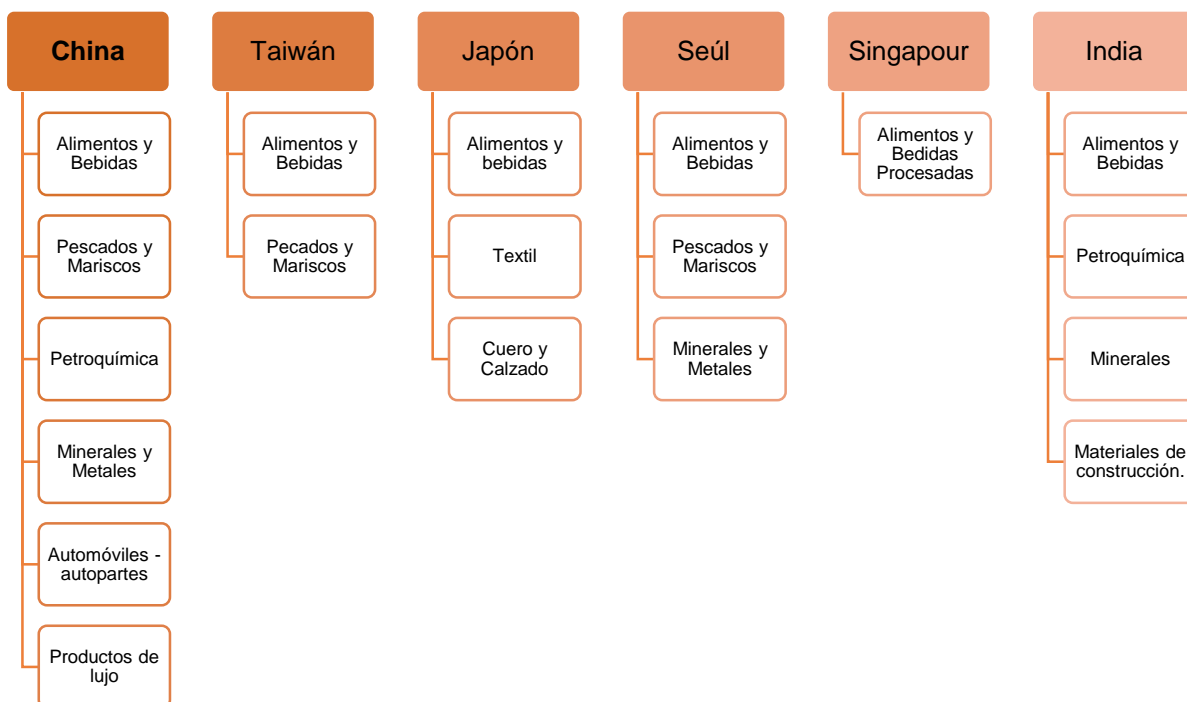 China
Alimentos y
Bebidas
Pescados y
Mariscos
Petroquímica
Minerales y
Metales
Automóviles -
autopartes
Productos de
lujo
Taiwán
Alimentos y
Bebidas
Pecados y
Mariscos
Japón
Alimentos y
bebidas
Textil
Cuero y
Calzado
Seúl
Alimentos y
Bebidas
Pescados y
Mariscos
Minerales y
Metales
Singapour
Alimentos y
Bedidas
Procesadas
India
Alimentos y
Bebidas
Petroquímica
Minerales
Materiales de
construcción.